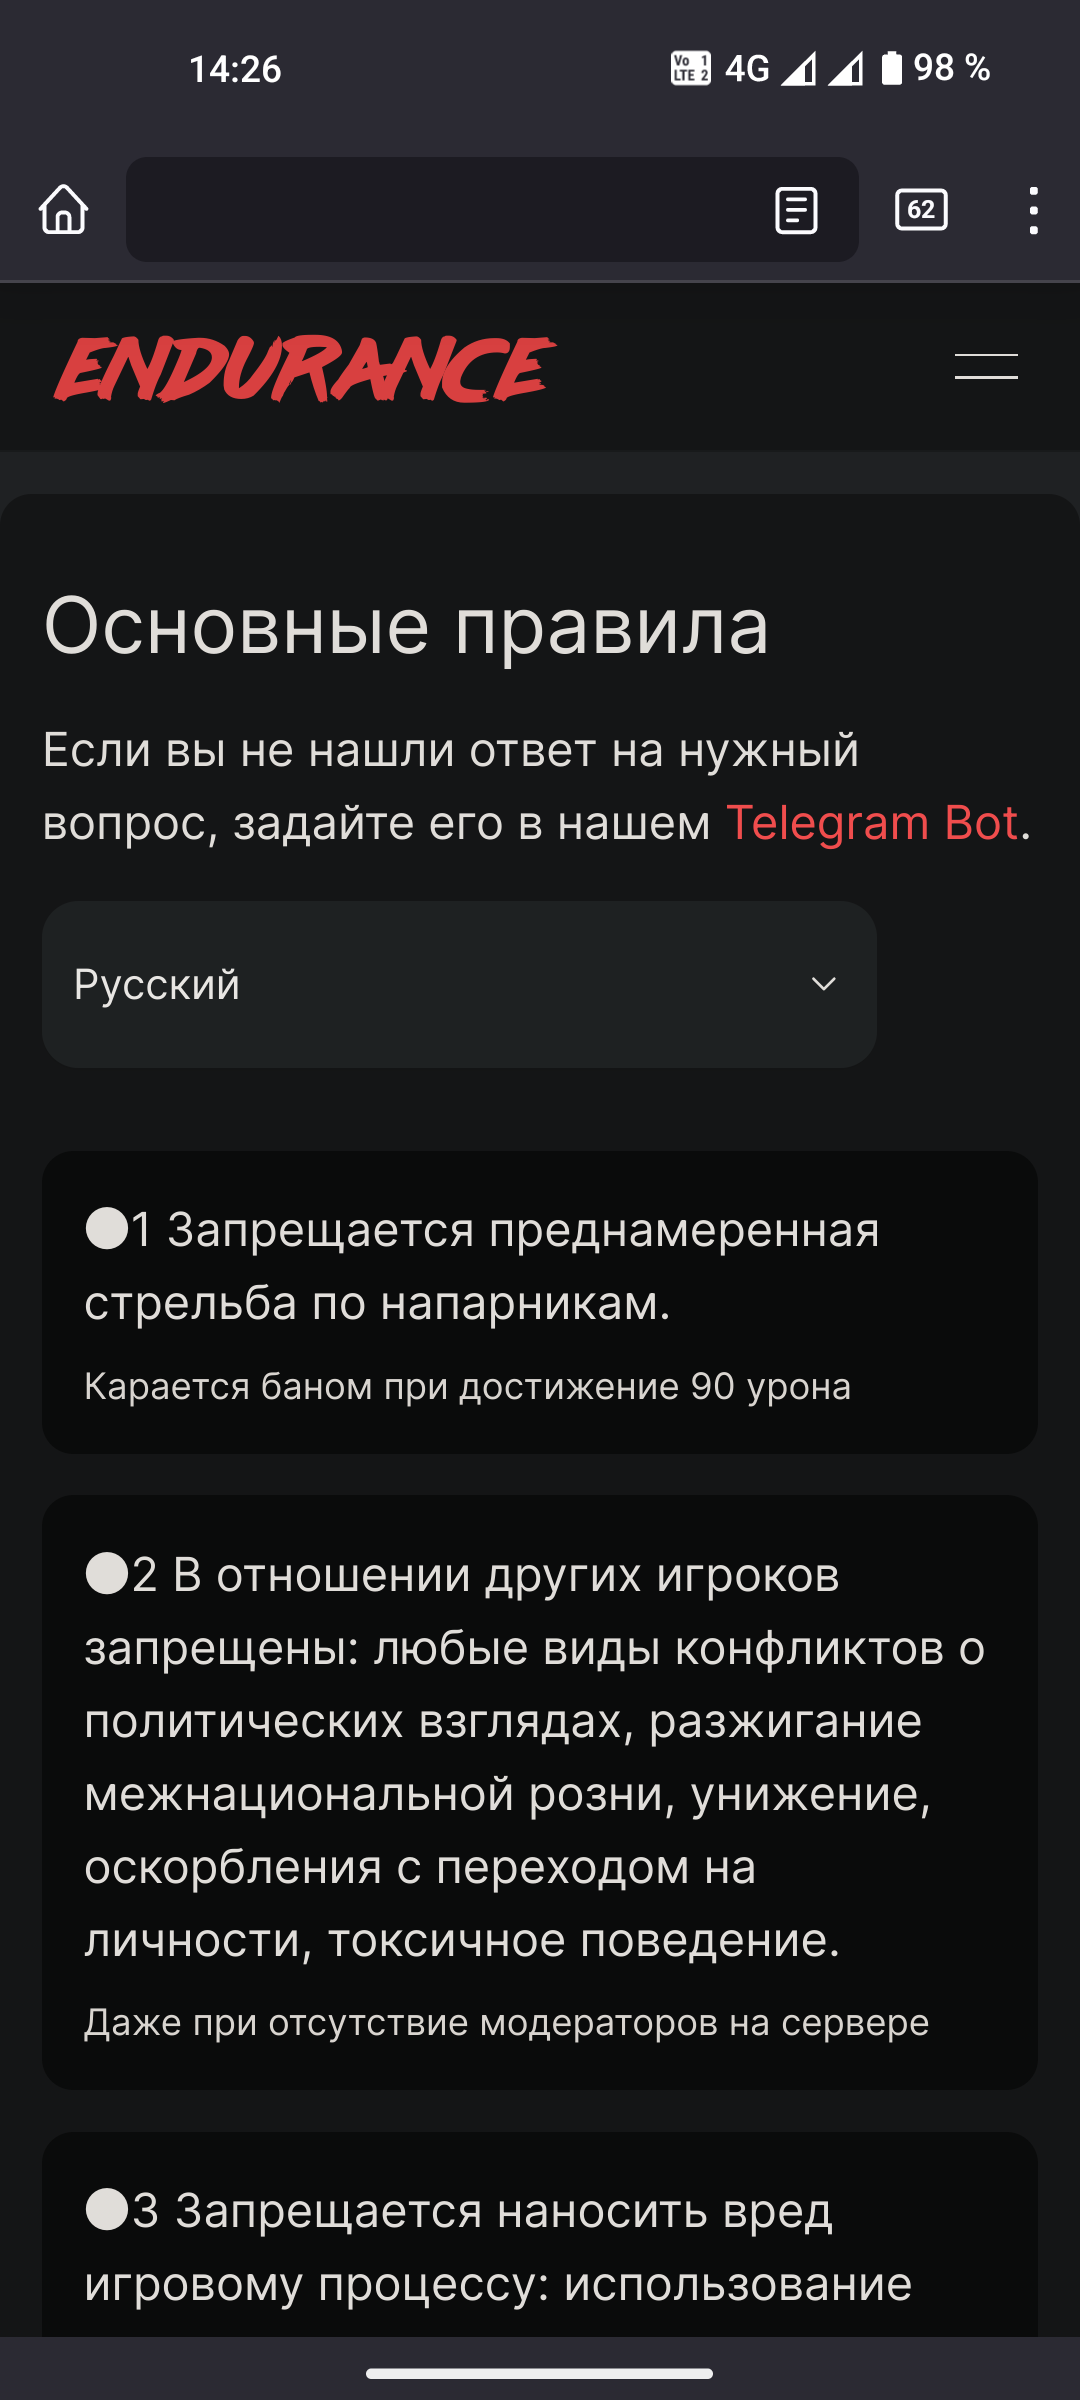 14:26
Vo 1
LTE 2
4G
98 %
62
ENDURANCE
Основные правила
Если вы не нашли ответ на нужный
вопрос, задайте его в нашем Telegram Bot.
Русский
1 Запрещается преднамеренная
стрельба по напарникам.
Карается баном при достижение 90 урона
2 В отношении других игроков
запрещены: любые виды конфликтов о
политических взглядах, разжигание
межнациональной розни, унижение,
оскорбления с переходом на
личности, токсичное поведение.
Даже при отсутствие модераторов на сервере
3 Запрещается наносить вред
игровому процессу: использование